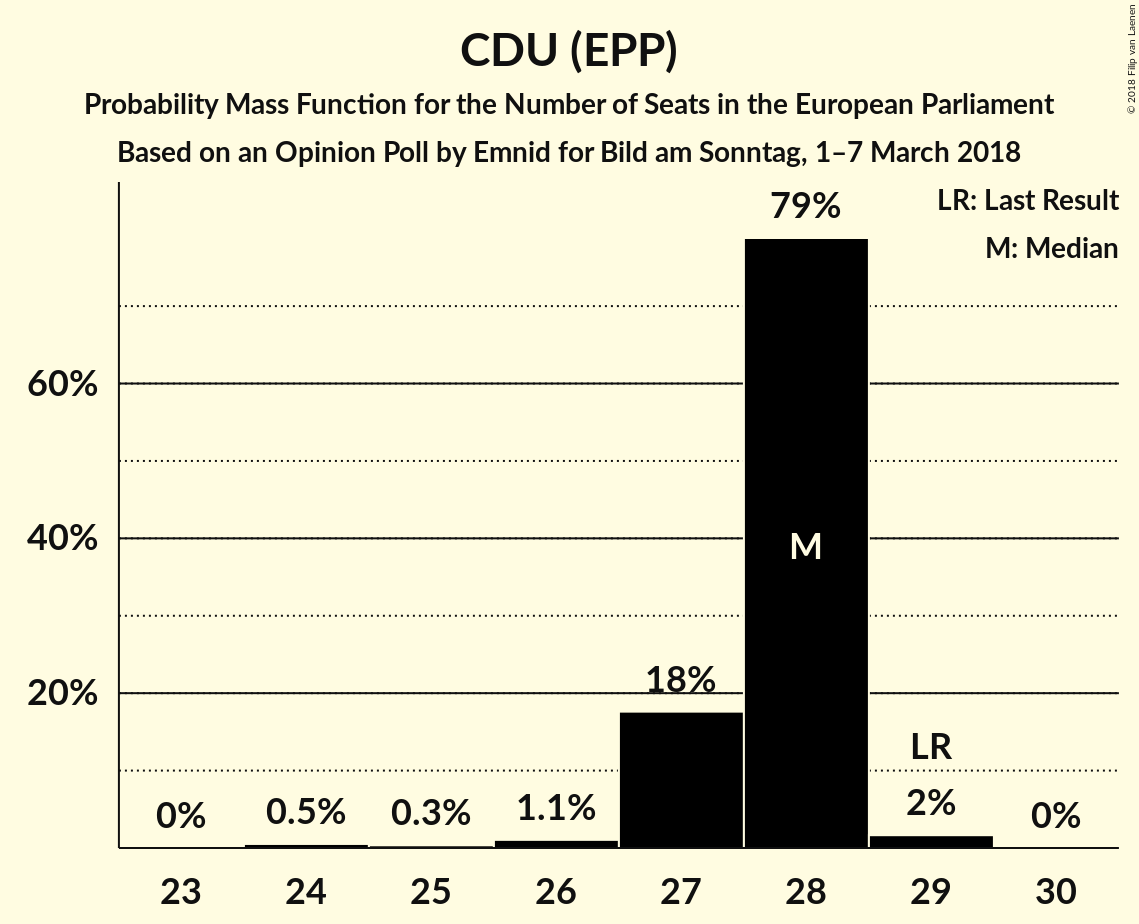 CDU (EPP)
Probability Mass Function for the Number of Seats in the European Parliament
Based on an Opinion Poll by Emnid for Bild am Sonntag, 1–7 March 2018
© 2018 Filip van Laenen
LR: Last Result
M: Median
79%
60%
40%
M
20%
18%
LR
0%
0.5%
0.3%
1.1%
2%
0%
23 24 25 26 27 28 29 30